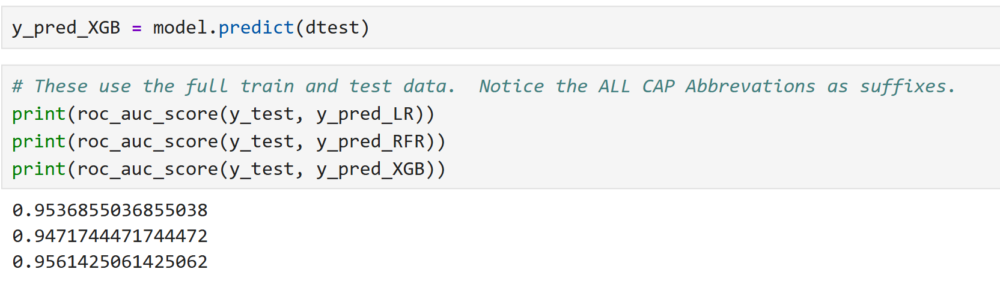 y_pred_XGB = model.predict(dtest)
# These use the full train and test data.  Notice the ALL CAP Abbrevations as suffixes.
print(roc_auc_score(y_test, y_pred_LR))
print(roc_auc_score(y_test, y_pred_RFR))
print(roc_auc_score(y_test, y_pred_XGB))
0.9536855036855038
0.9471744471744472
0.9561425061425062